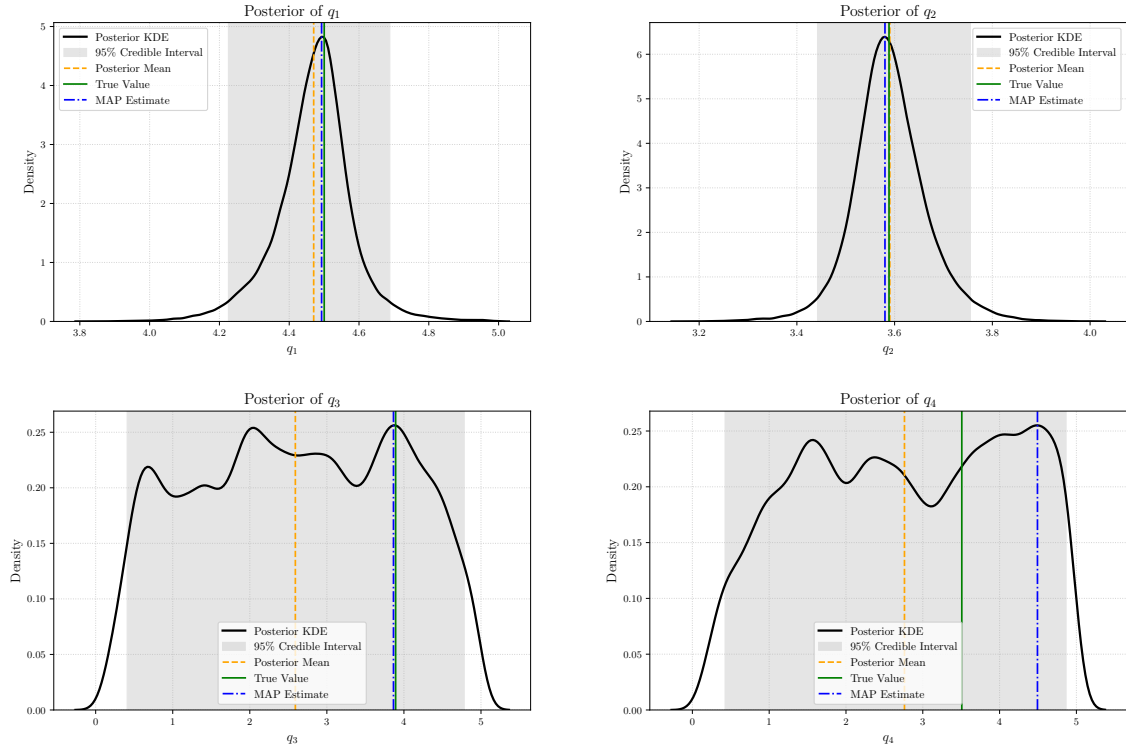 Posterior of q1
Density
5
4
3
2
1
0
Posterior KDE
95% Credible Interval
Posterior Mean
True Value
MAP Estimate
3.8 4.0 4.2 4.4 4.6 4.8 5.0
q1
Posterior of q2
Density
6
5
4
3
2
1
0
Posterior KDE
95% Credible Interval
Posterior Mean
True Value
MAP Estimate
3.2 3.4 3.6 3.8 4.0
q2
Posterior of q3
Density
0.25
0.20
0.15
0.10
0.05
0.00
Posterior KDE
95% Credible Interval
Posterior Mean
True Value
MAP Estimate
0 1 2 3 4 5
q3
Posterior of q4
Density
0.25
0.20
0.15
0.10
0.05
0.00
Posterior KDE
95% Credible Interval
Posterior Mean
True Value
MAP Estimate
0 1 2 3 4 5
q4